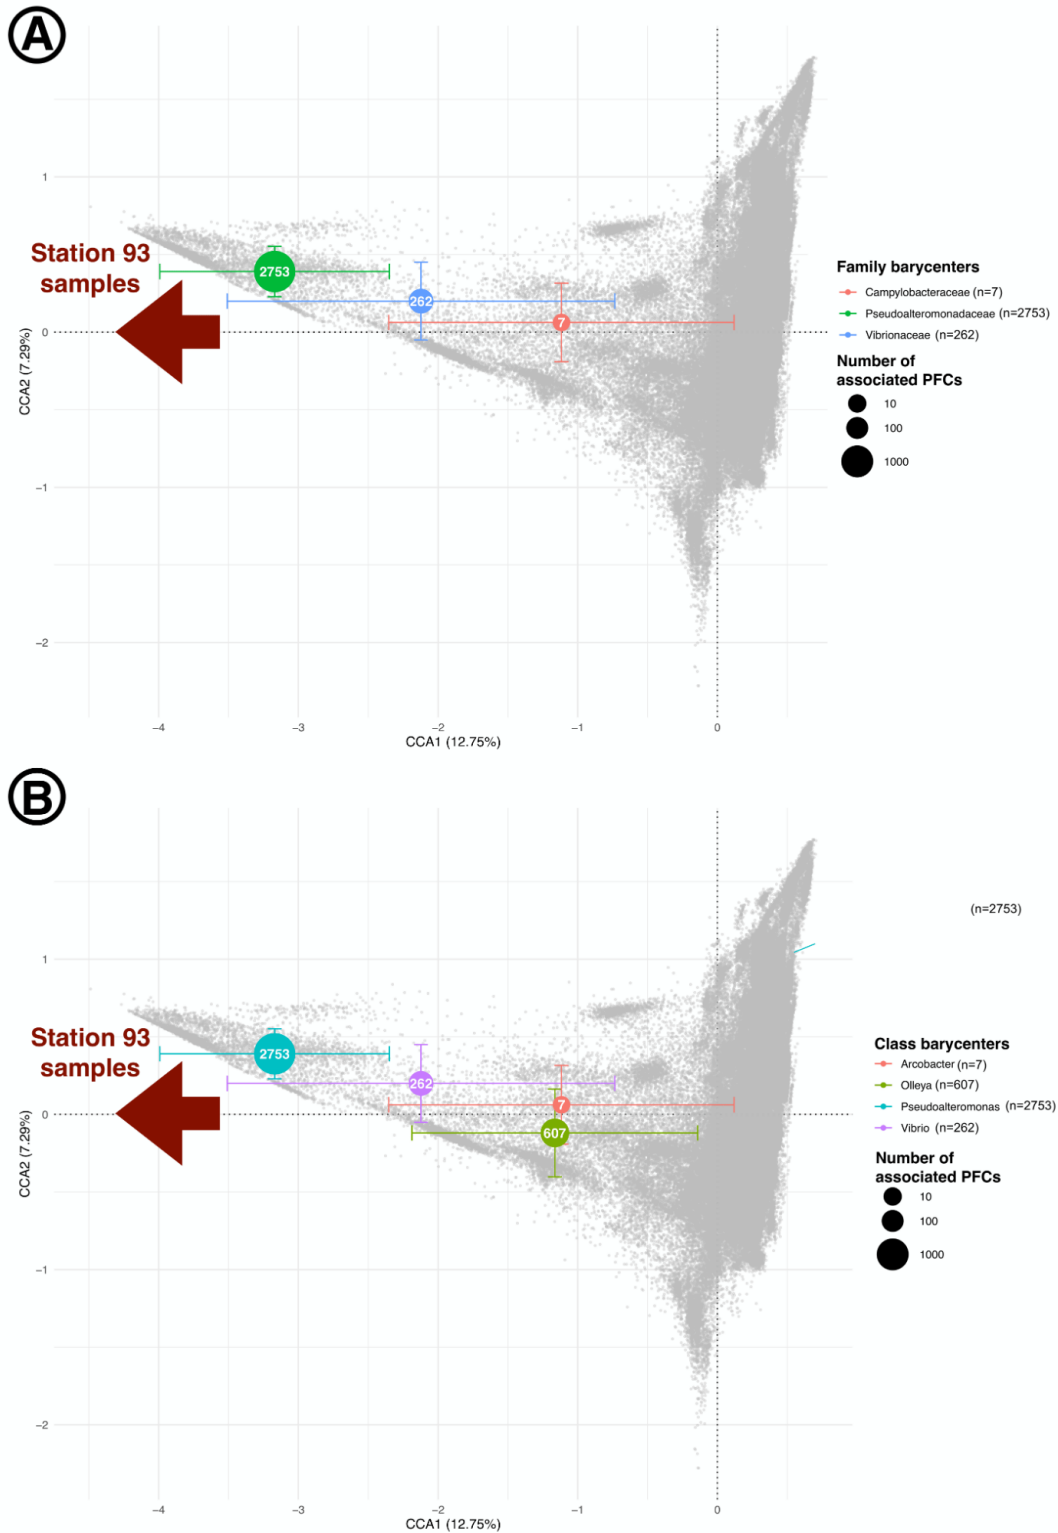 A
1
0
−1
−2
CCA2 (7.29%)
Station 93
samples
2753
262
7
−4
−3
−2
−1
0
CCA1 (12.75%)
Family barycenters
Campylobacteraceae (n=7)
Pseudoalteromonadaceae (n=2753)
Vibrionaceae (n=262)
Number of
associated PFCs
10
100
1000
B
(n=2753)
1
0
−1
−2
CCA2 (7.29%)
Station 93
samples
2753
262
7
607
−4
−3
−2
−1
0
CCA1 (12.75%)
Class barycenters
Arcobacter (n=7)
Olleya (n=607)
Pseudoalteromonas (n=2753)
Vibrio (n=262)
Number of
associated PFCs
10
100
1000